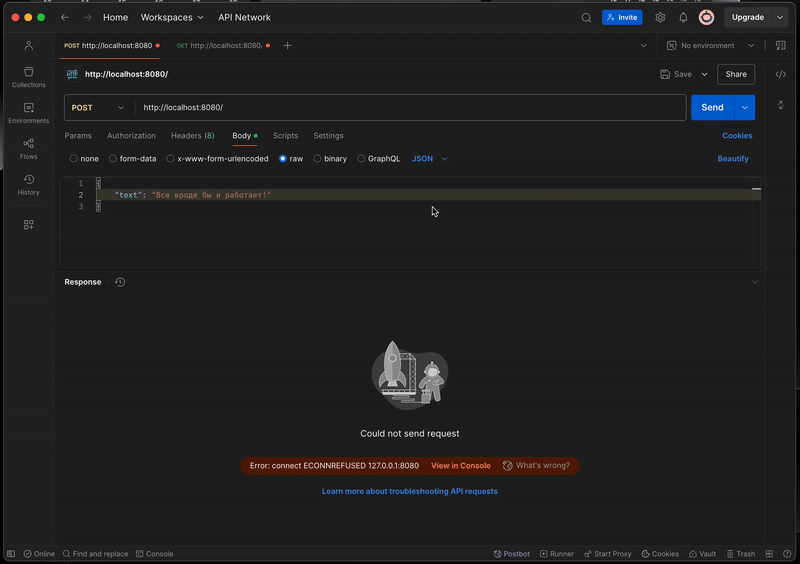 Home Workspaces API Network Invite Upgrade
POST http://localhost:8080 GET http://localhost:8080/ No environment
http://localhost:8080/ Save Share
Collections
Environments
Flows
History
POST http://localhost:8080/ Send
Params Authorization Headers (8) Body Scripts Settings Cookies
none form-data x-www-form-urlencoded raw binary GraphQL JSON Beautify
1 {
2 "text": "Все вроде бы и работает!"
3 }
Response
Could not send request
Error: connect ECONNREFUSED 127.0.0.1:8080 View in Console What's wrong?
Learn more about troubleshooting API requests
Online Find and replace Console Postbot Runner Start Proxy Cookies Vault Trash